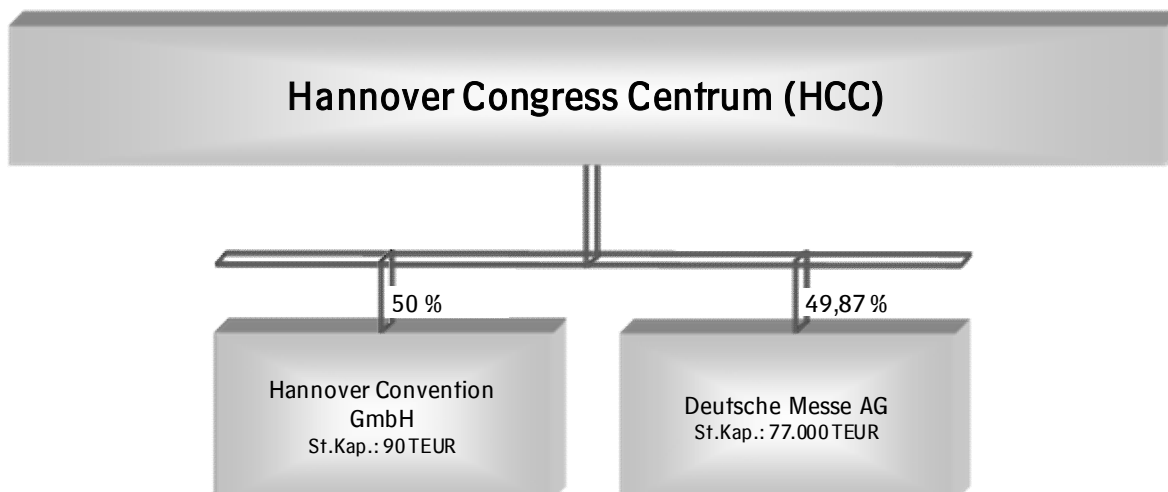 Hannover Congress Centrum (HCC)
50 %
49,87 %
Hannover Convention
GmbH
St.Kap.: 90 TEUR
Deutsche Messe AG
St.Kap.: 77.000 TEUR